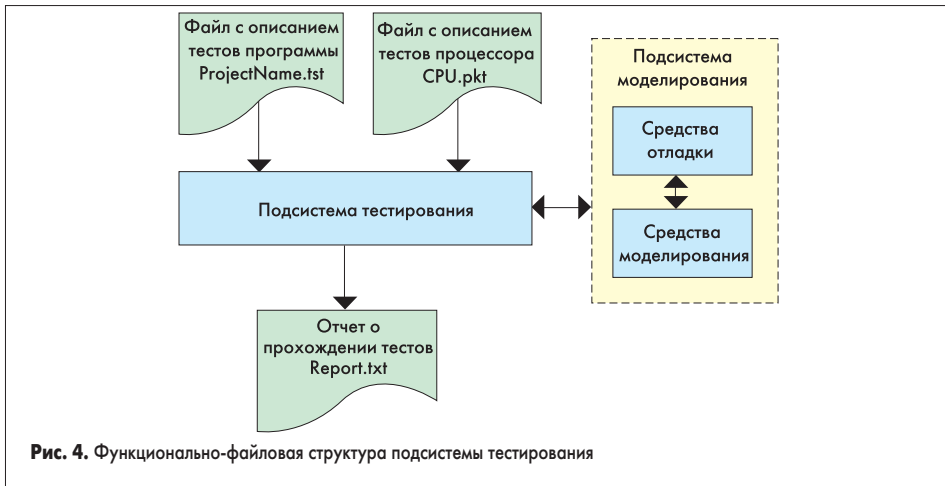 Файл с описанием
тестов программы
ProjectName.tst
Файл с описанием
тестов процессора
CPU.pkt
Подсистема
моделирования
Средства
отладки
Средства
моделирования
Подсистема тестирования
Отчет о
прохождении тестов
Report.txt
Рис. 4. Функционально-файловая структура подсистемы тестирования